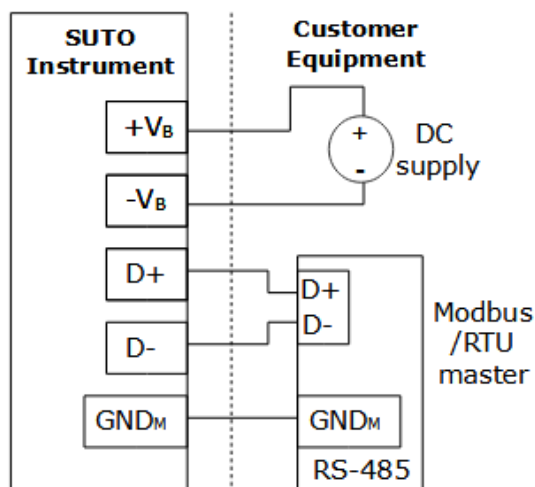 SUTO
Instrument
Customer
Equipment
+VB
+
-
DC
supply
-VB
D+
D-
GNDM
D+
D-
GNDM
RS-485
Modbus
/RTU
master